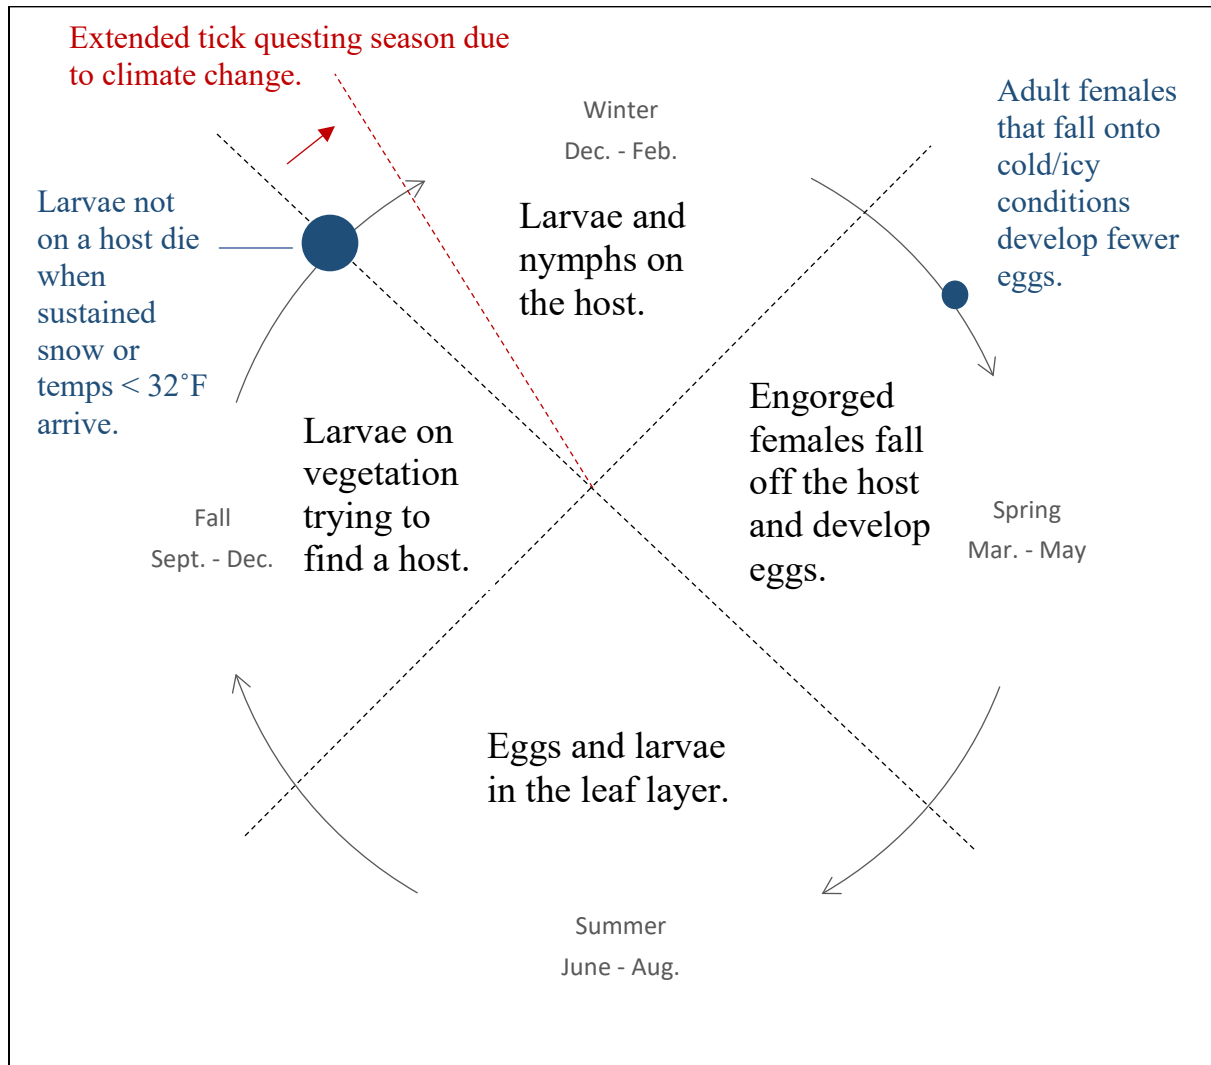 Extended tick questing season due
to climate change.
Winter
Dec. - Feb.
Adult females
that fall onto
cold/icy
conditions
develop fewer
eggs.
Larvae not
on a host die
when
sustained
snow or
temps < 32˚F
arrive.
Larvae and
nymphs on
the host.
Engorged
females fall
off the host
and develop
eggs.
Larvae on
vegetation
trying to
find a host.
Fall
Sept. - Dec.
Spring
Mar. - May
Eggs and larvae
in the leaf layer.
Summer
June - Aug.